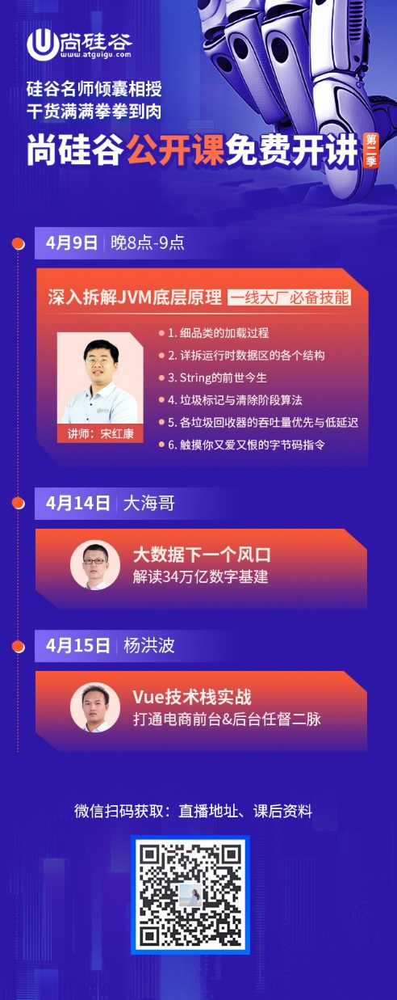 尚硅谷
www.atguigu.com
硅谷名师倾囊相授
干货满满拳拳到肉
尚硅谷公开课免费开讲 第二季
4月9日 晚8点-9点
深入拆解JVM底层原理 一线大厂必备技能
1. 细品类的加载过程
2. 详拆运行时数据区的各个结构
3. String的前世今生
4. 垃圾标记与清除阶段算法
5. 各垃圾回收器的吞吐量优先与低延迟
6. 触摸你又爱又恨的字节码指令
讲师：宋红康
4月14日 大海哥
大数据下一个风口
解读34万亿数字基建
4月15日 杨洪波
Vue技术栈实战
打通电商前台&后台任督二脉
微信扫码获取：直播地址、课后资料